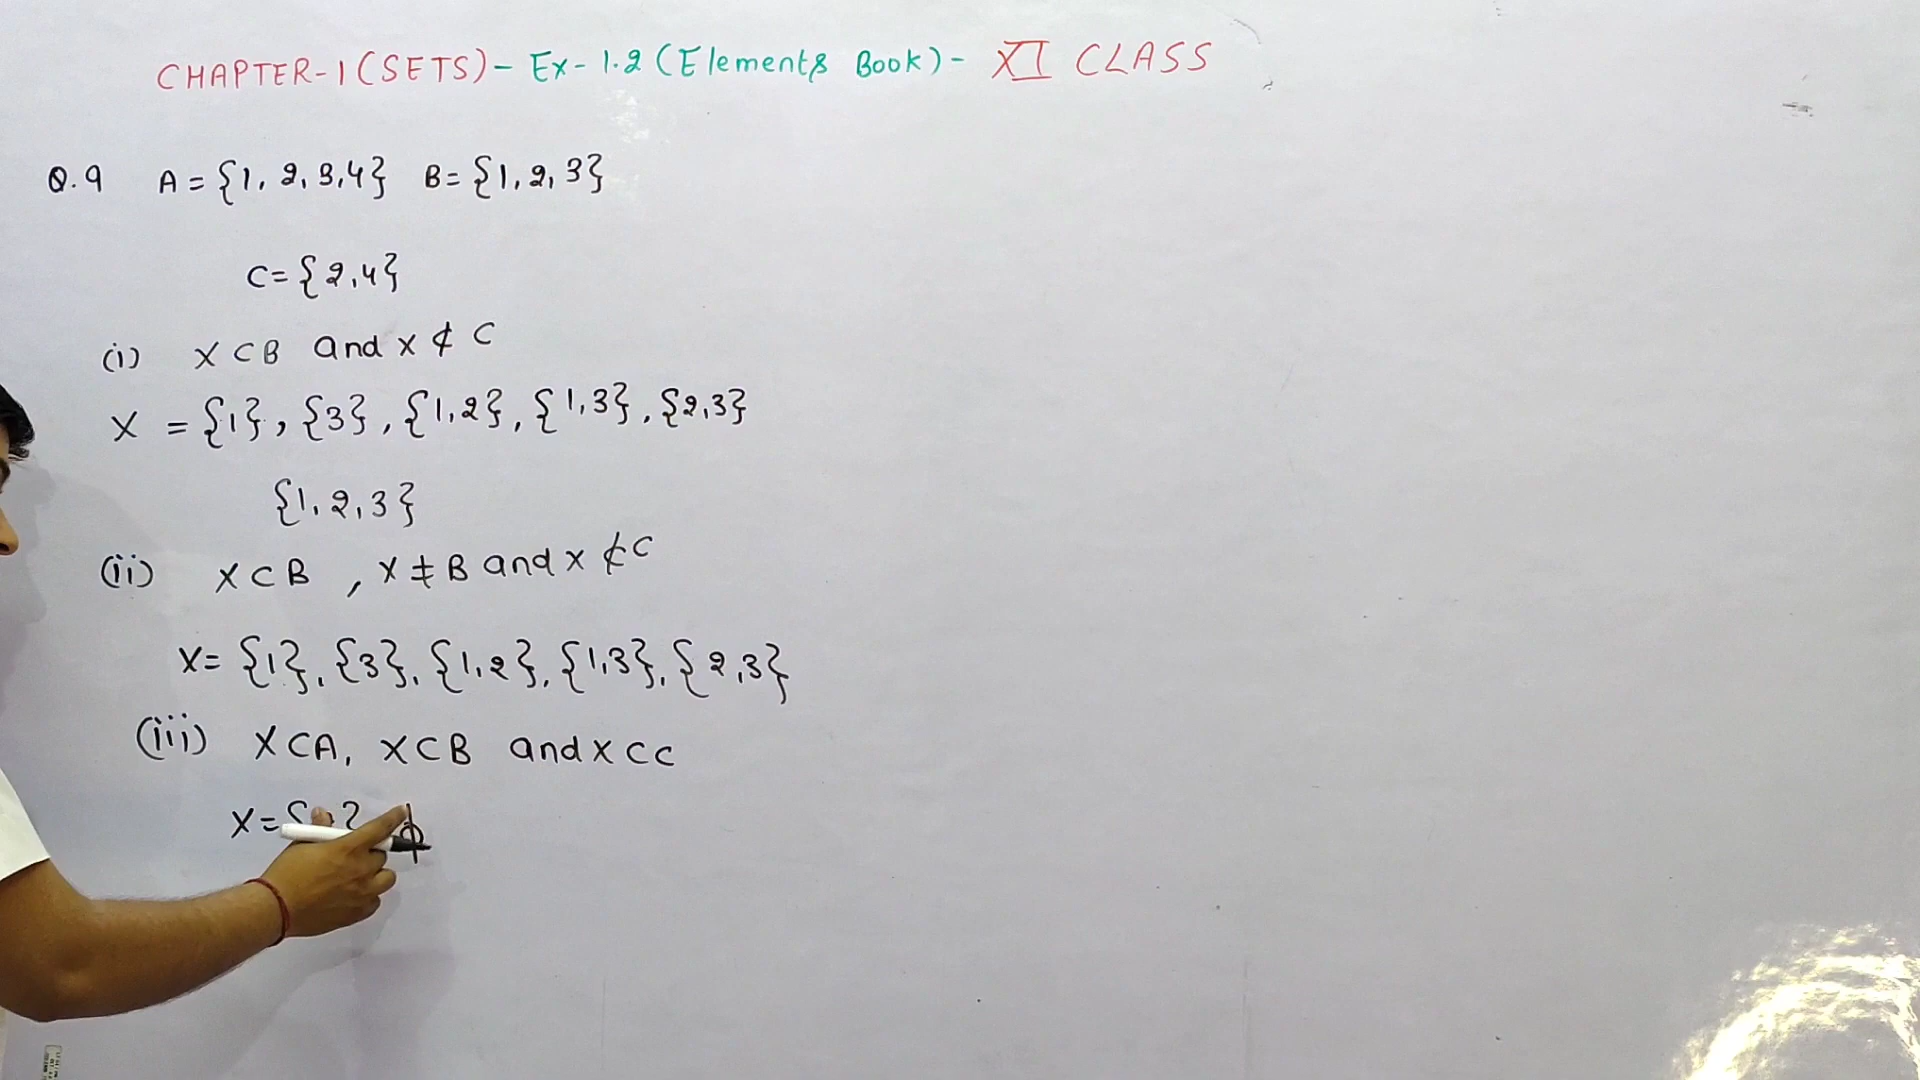 CHAPTER-1 (SETS) - Ex- 1.2 (Elements Book) - XI CLASS
Q.9 A = {1, 2, 3, 4} B = {1, 2, 3}
C = {2, 4}
(i) X ⊂ B and X ⊄ C
X = {1}, {3}, {1, 2}, {1, 3}, {2, 3}
{1, 2, 3}
(ii) X ⊂ B , X ≠ B and X ⊄ C
X = {1}, {3}, {1, 2}, {1, 3}, {2, 3}
(iii) X ⊂ A, X ⊂ B and X ⊂ C
X = { } ϕ